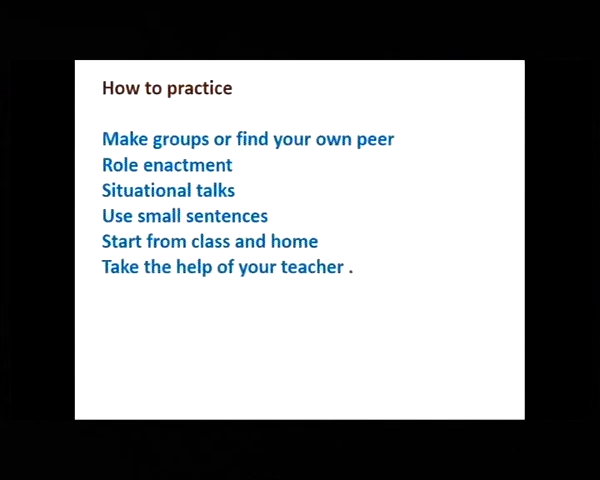 How to practice
Make groups or find your own peer
Role enactment
Situational talks
Use small sentences
Start from class and home
Take the help of your teacher .